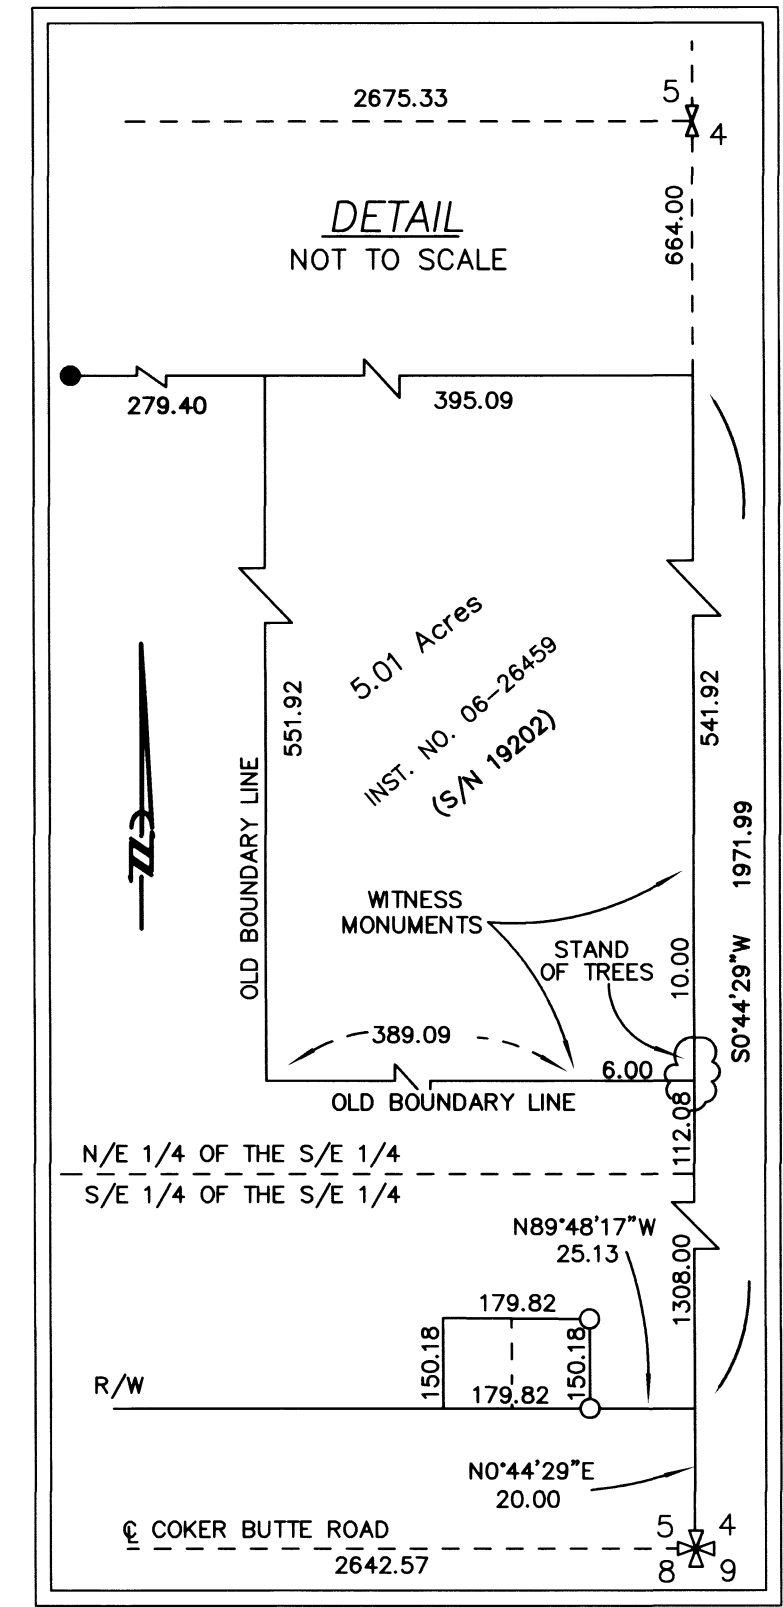 2675.33
5
4
664.00
DETAIL
NOT TO SCALE
279.40
395.09
5.01 Acres
INST. NO. 06-26459
(S/N 19202)
551.92
OLD BOUNDARY LINE
541.92
S0°44'29"W 1971.99
WITNESS
MONUMENTS
STAND
OF TREES
10.00
389.09
6.00
OLD BOUNDARY LINE
112.08
N/E 1/4 OF THE S/E 1/4
S/E 1/4 OF THE S/E 1/4
N89°48'17"W
25.13
1308.00
179.82
150.18
150.18
179.82
R/W
N0°44'29"E
20.00
℄ COKER BUTTE ROAD
2642.57
5 4
8 9